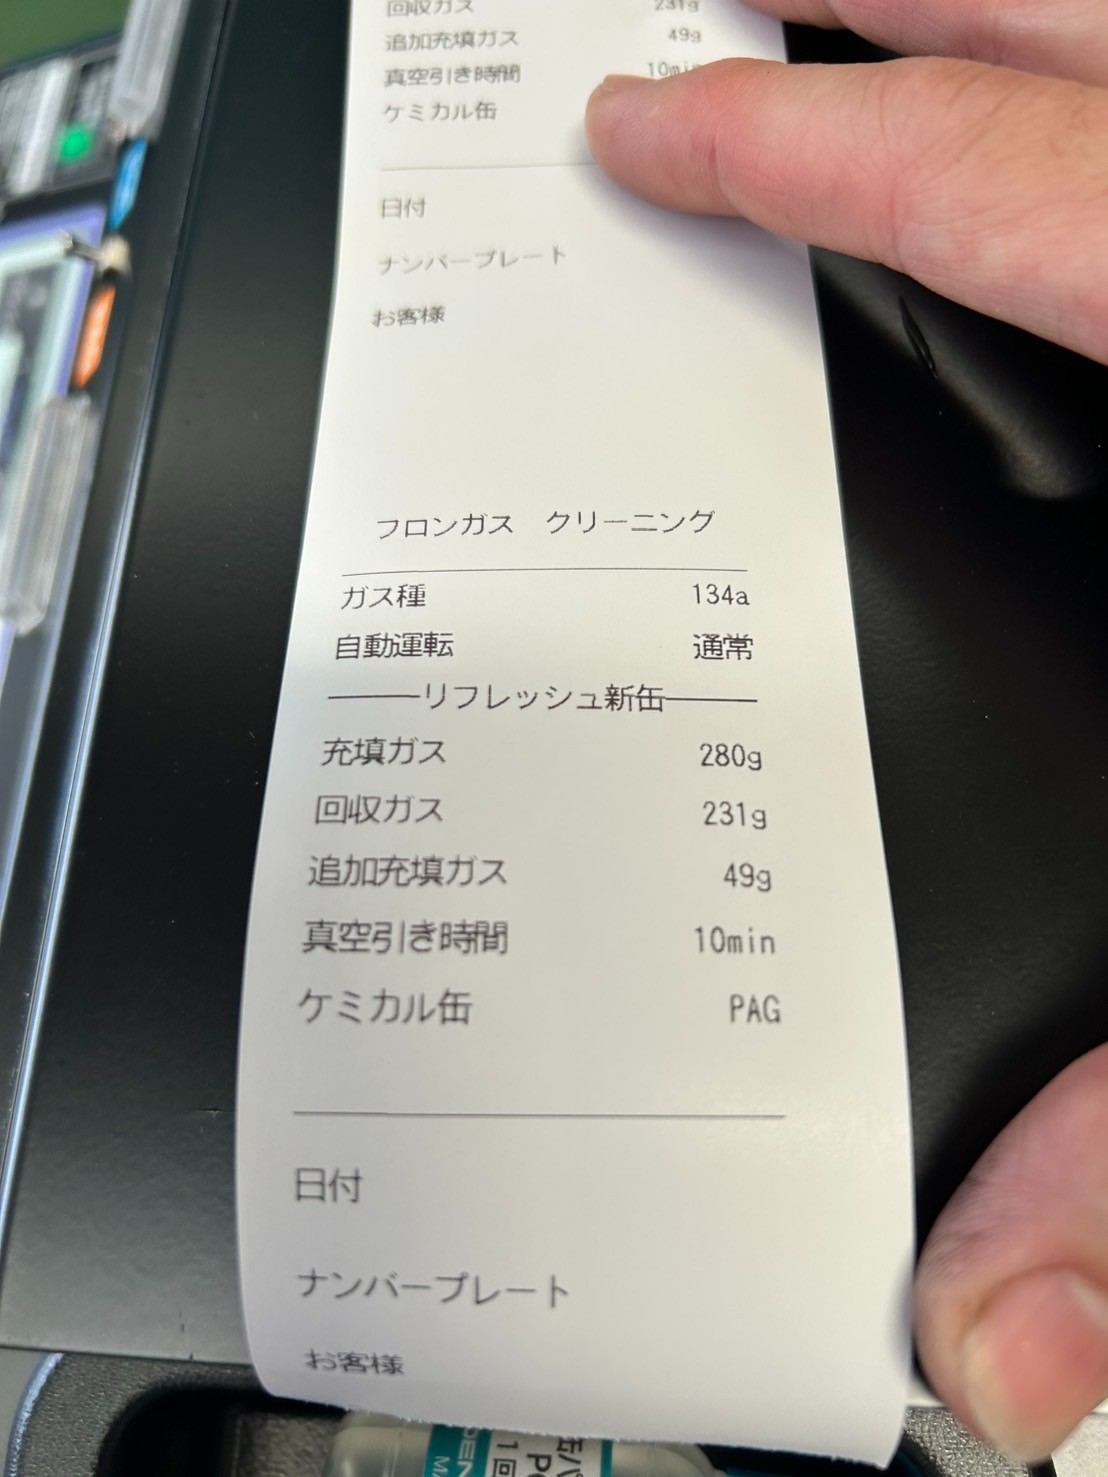 回収ガス 231g
追加充填ガス 49g
真空引き時間 10min
ケミカル缶
日付
ナンバープレート
お客様
フロンガス クリーニング
ガス種 134a
自動運転 通常
リフレッシュ新缶
充填ガス 280g
回収ガス 231g
追加充填ガス 49g
真空引き時間 10min
ケミカル缶 PAG
日付
ナンバープレート
お客様